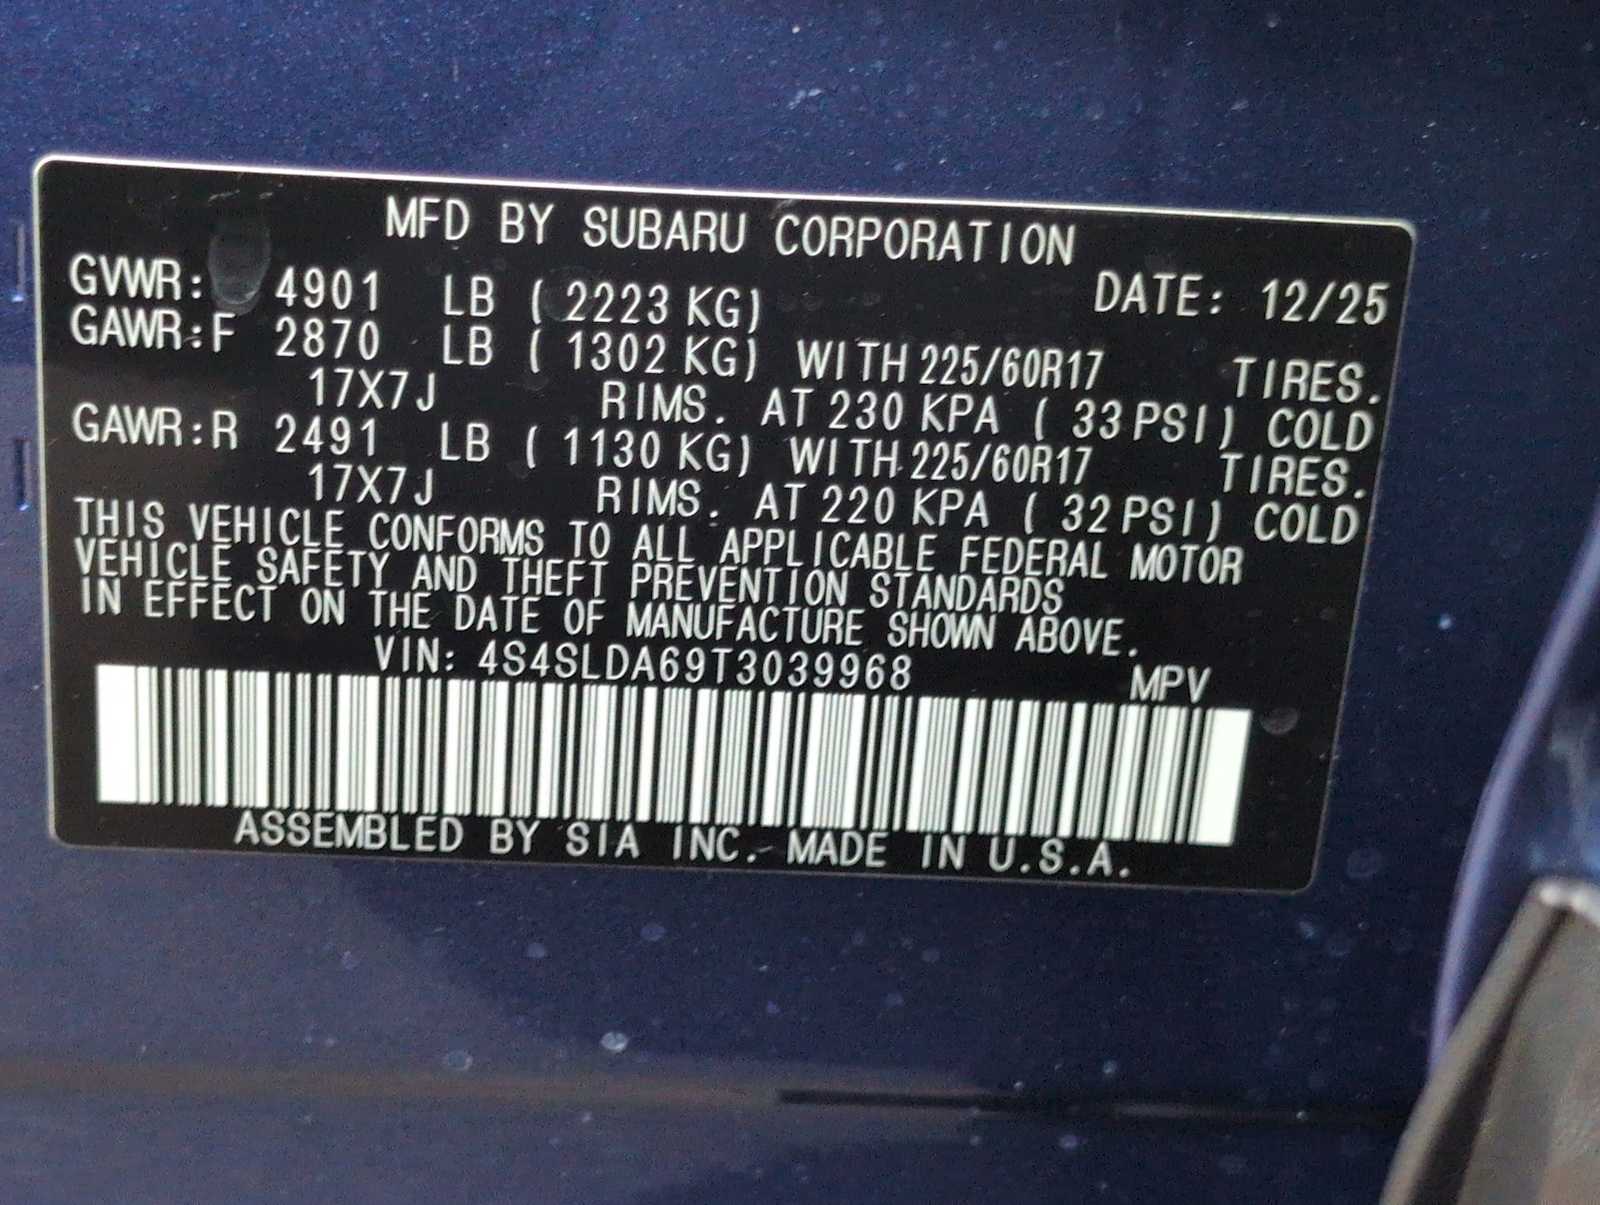 MFD BY SUBARU CORPORATION
GVWR: 4901 LB ( 2223 KG) DATE: 12/25
GAWR:F 2870 LB ( 1302 KG) WITH 225/60R17 TIRES.
17X7J RIMS. AT 230 KPA ( 33 PSI) COLD
GAWR:R 2491 LB ( 1130 KG) WITH 225/60R17 TIRES.
17X7J RIMS. AT 220 KPA ( 32 PSI) COLD
THIS VEHICLE CONFORMS TO ALL APPLICABLE FEDERAL MOTOR
VEHICLE SAFETY AND THEFT PREVENTION STANDARDS
IN EFFECT ON THE DATE OF MANUFACTURE SHOWN ABOVE.
VIN: 4S4SLDA69T3039968 MPV
ASSEMBLED BY SIA INC. MADE IN U.S.A.